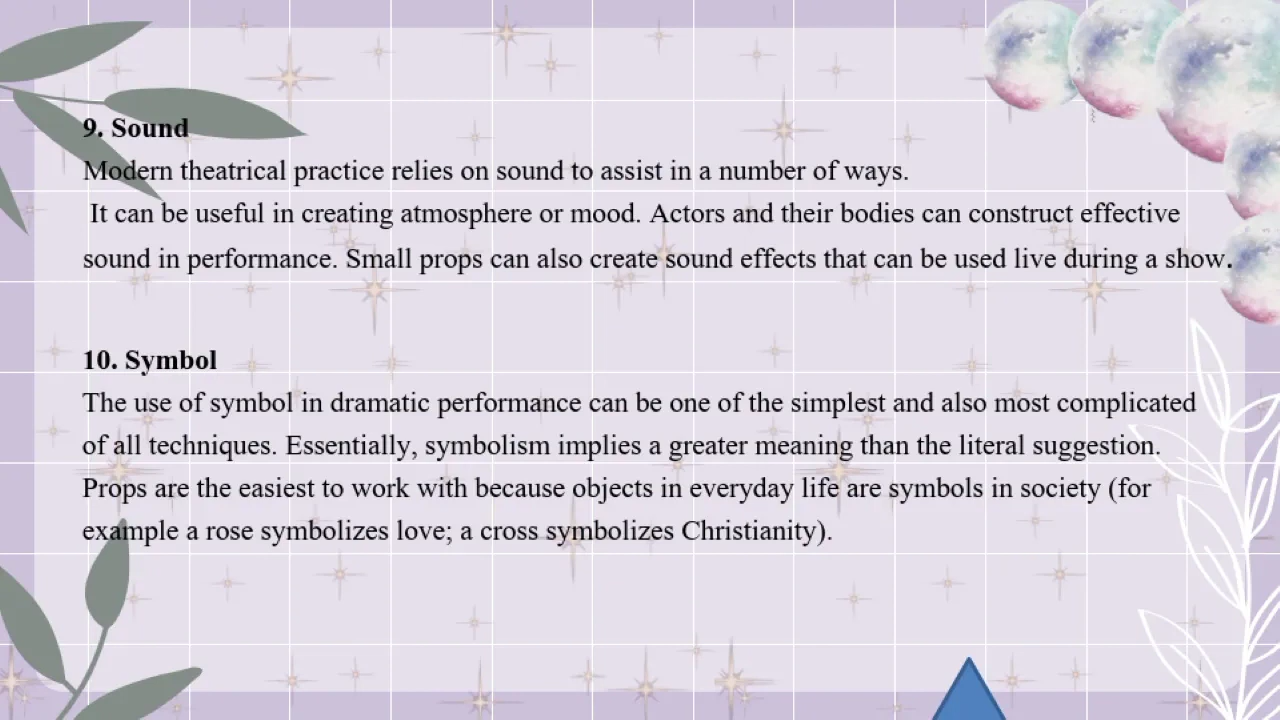 9. Sound
Modern theatrical practice relies on sound to assist in a number of ways.
It can be useful in creating atmosphere or mood. Actors and their bodies can construct effective
sound in performance. Small props can also create sound effects that can be used live during a show.
10. Symbol
The use of symbol in dramatic performance can be one of the simplest and also most complicated
of all techniques. Essentially, symbolism implies a greater meaning than the literal suggestion.
Props are the easiest to work with because objects in everyday life are symbols in society (for
example a rose symbolizes love; a cross symbolizes Christianity).